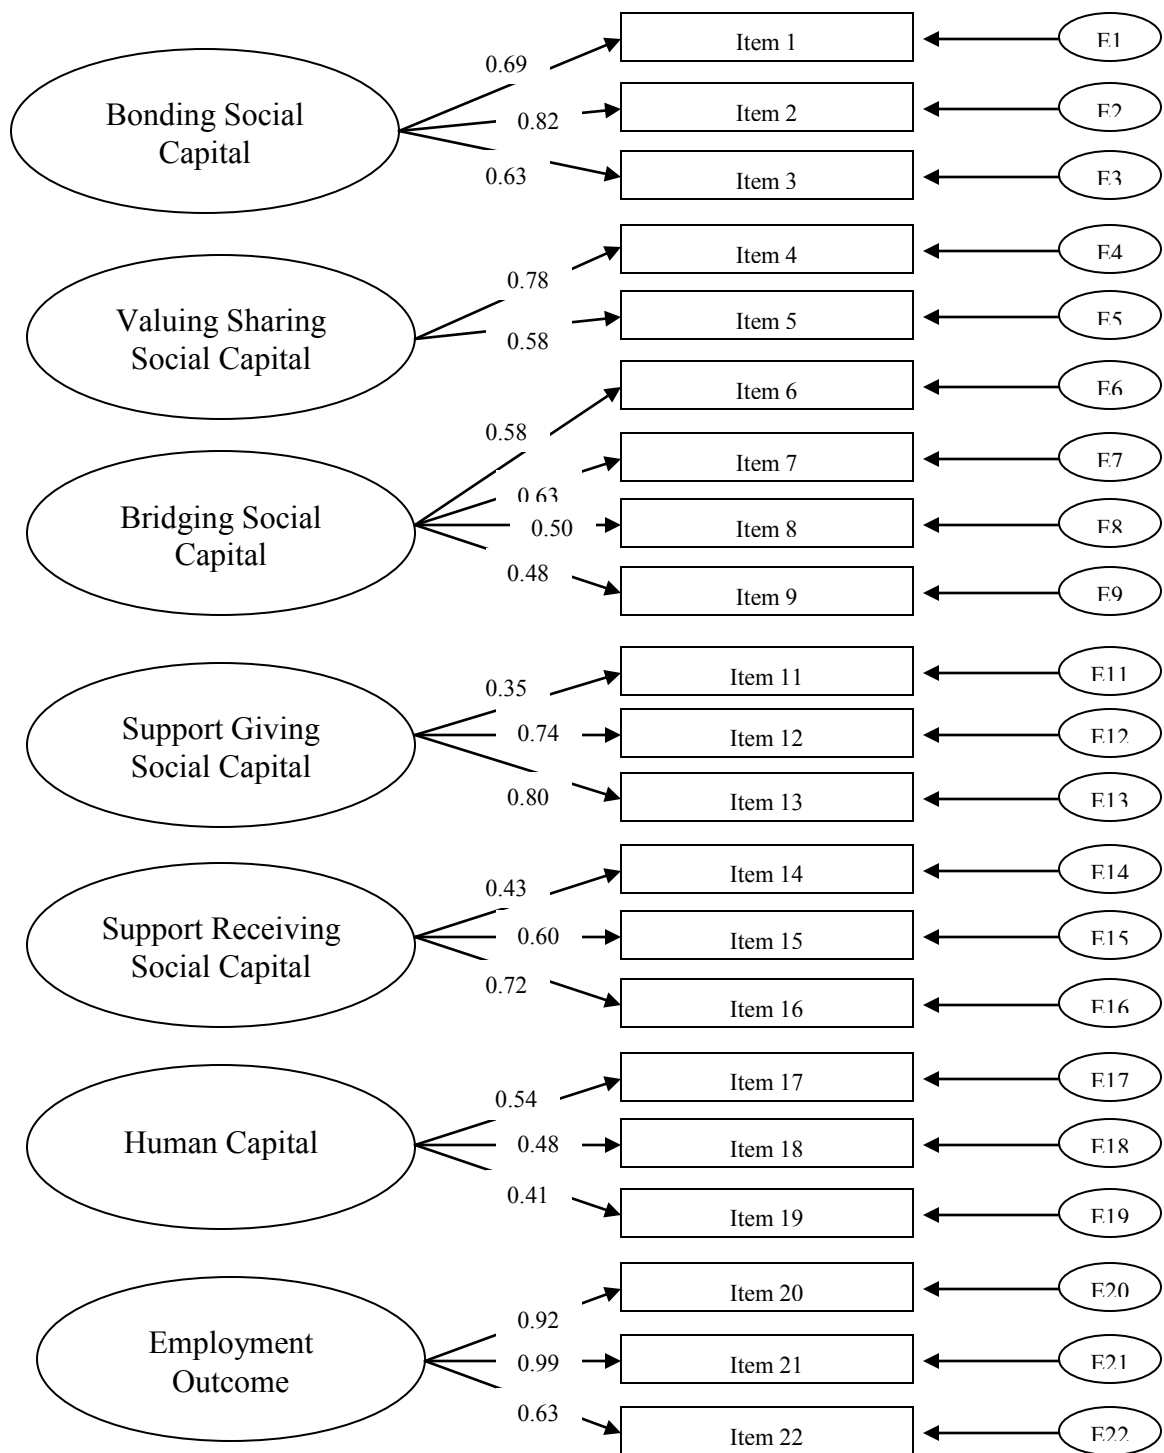 Item 1
E1
0.69
Bonding Social
Capital
Item 2
E2
0.82
Item 3
E3
0.63
Item 4
E4
0.78
Valuing Sharing
Social Capital
Item 5
E5
0.58
Item 6
E6
0.58
Item 7
E7
0.63
Bridging Social
Capital
Item 8
E8
0.50
Item 9
E9
0.48
Item 11
E11
0.35
Support Giving
Social Capital
Item 12
E12
0.74
Item 13
E13
0.80
Item 14
E14
0.43
Support Receiving
Social Capital
Item 15
E15
0.60
Item 16
E16
0.72
Item 17
E17
0.54
Human Capital
Item 18
E18
0.48
Item 19
E19
0.41
Item 20
E20
0.92
Employment
Outcome
Item 21
E21
0.99
Item 22
E22
0.63